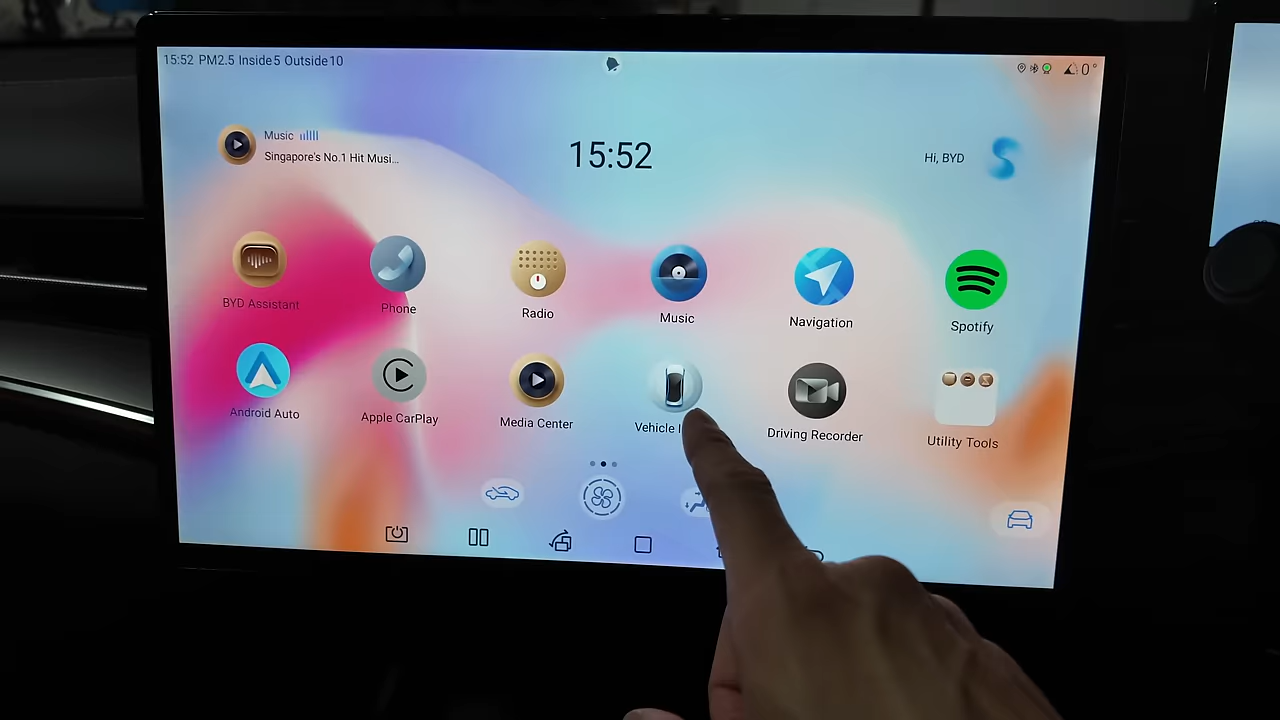 15:52 PM2.5 Inside5 Outside10
0°
Music
Singapore's No.1 Hit Musi...
15:52
Hi, BYD
BYD Assistant
Phone
Radio
Music
Navigation
Spotify
Android Auto
Apple CarPlay
Media Center
Vehicle
Driving Recorder
Utility Tools